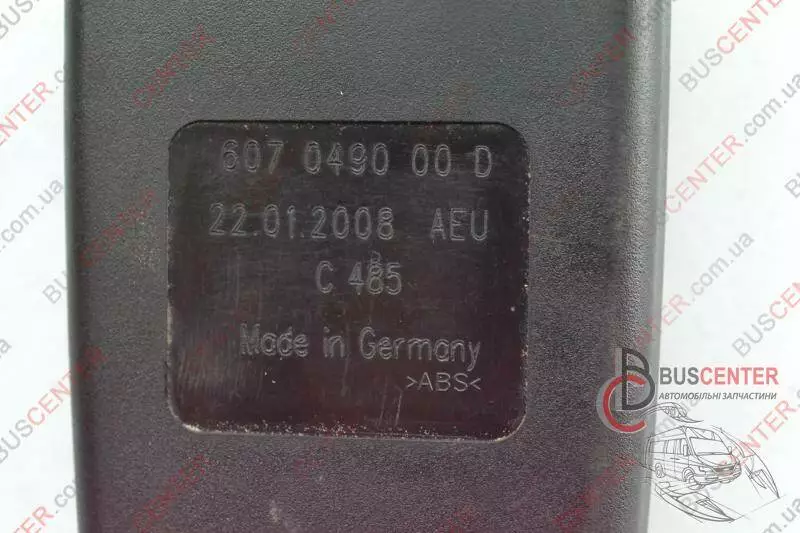 607 0490 00 D
22.01.2008 AEU
C 485
Made in Germany
>ABS<
BUSCENTER
АВТОМОБІЛЬНІ ЗАПЧАСТИНИ
BUSCENTER.com.ua